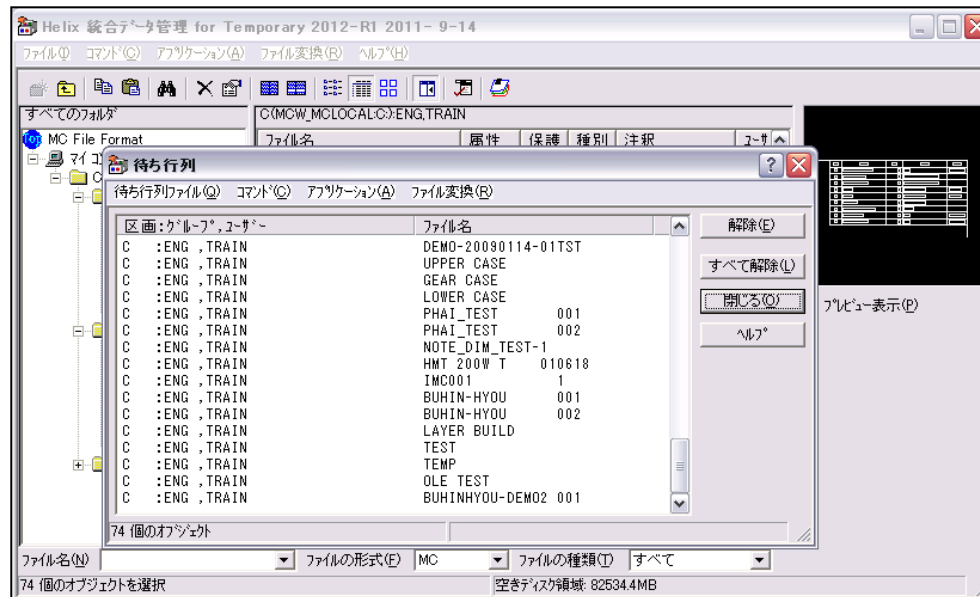 Helix 統合ﾃﾞｰﾀ管理 for Temporary 2012-R1 2011- 9-14
ﾌｧｲﾙ(I) ｺﾏﾝﾄﾞ(C) ｱﾌﾟﾘｹｰｼｮﾝ(A) ﾌｧｲﾙ変換(R) ﾍﾙﾌﾟ(H)
すべてのﾌｫﾙﾀﾞ C(MCW_MCLOCAL:C:):ENG,TRAIN
MC File Format ﾌｧｲﾙ名 属性 保護 種別 注釈 ﾕｰｻ
ﾏｲ
C
待ち行列
待ち行列ﾌｧｲﾙ(Q) ｺﾏﾝﾄﾞ(C) ｱﾌﾟﾘｹｰｼｮﾝ(A) ﾌｧｲﾙ変換(R)
区画:ｸﾞﾙｰﾌﾟ,ﾕｰｻﾞｰ ﾌｧｲﾙ名
C :ENG ,TRAIN DEMO-20090114-01TST
C :ENG ,TRAIN UPPER CASE
C :ENG ,TRAIN GEAR CASE
C :ENG ,TRAIN LOWER CASE
C :ENG ,TRAIN PHAI_TEST 001
C :ENG ,TRAIN PHAI_TEST 002
C :ENG ,TRAIN NOTE_DIM_TEST-1
C :ENG ,TRAIN HMT 200W T 010618
C :ENG ,TRAIN IMC001 1
C :ENG ,TRAIN BUHIN-HYOU 001
C :ENG ,TRAIN BUHIN-HYOU 002
C :ENG ,TRAIN LAYER BUILD
C :ENG ,TRAIN TEST
C :ENG ,TRAIN TEMP
C :ENG ,TRAIN OLE TEST
C :ENG ,TRAIN BUHINHYOU-DEMO2 001
74 個のｵﾌﾞｼﾞｪｸﾄ
解除(E)
すべて解除(L)
閉じる(O)
ﾍﾙﾌﾟ
ﾌﾟﾚﾋﾞｭｰ表示(P)
ﾌｧｲﾙ名(N) ﾌｧｲﾙの形式(F) MC ﾌｧｲﾙの種類(T) すべて
74 個のｵﾌﾞｼﾞｪｸﾄを選択 空きﾃﾞｨｽｸ領域: 82534.4MB